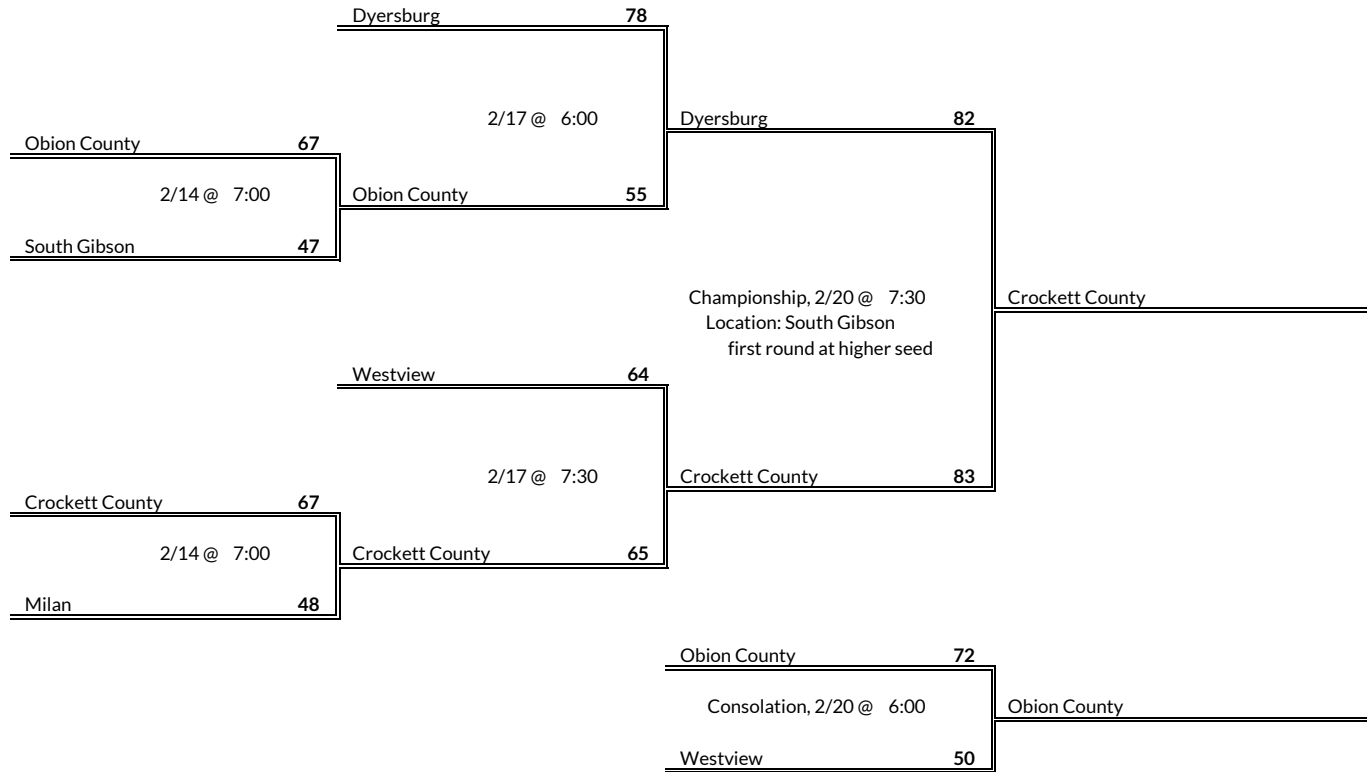 Dyersburg 78
2/17 @ 6:00
Dyersburg 82
Obion County 67
2/14 @ 7:00
Obion County 55
South Gibson 47
Championship, 2/20 @ 7:30
Crockett County
Location: South Gibson
first round at higher seed
Westview 64
2/17 @ 7:30
Crockett County 83
Crockett County 67
2/14 @ 7:00
Crockett County 65
Milan 48
Obion County 72
Consolation, 2/20 @ 6:00
Obion County
Westview 50